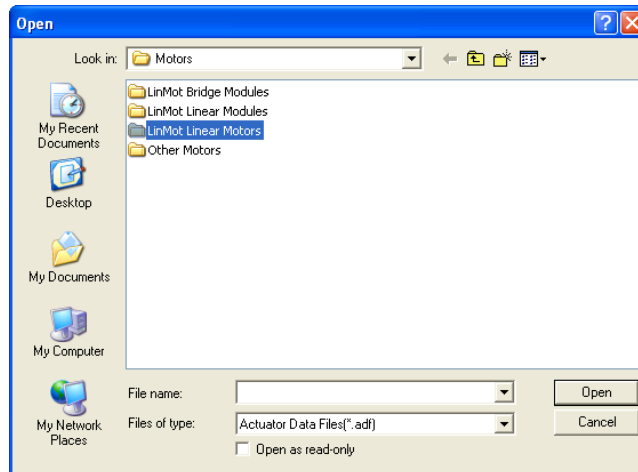 Open
Look in: Motors
My Recent Documents
Desktop
My Documents
My Computer
My Network Places
LinMot Bridge Modules
LinMot Linear Modules
LinMot Linear Motors
Other Motors
File name: Open
Files of type: Actuator Data Files(*.adf) Cancel
Open as read-only